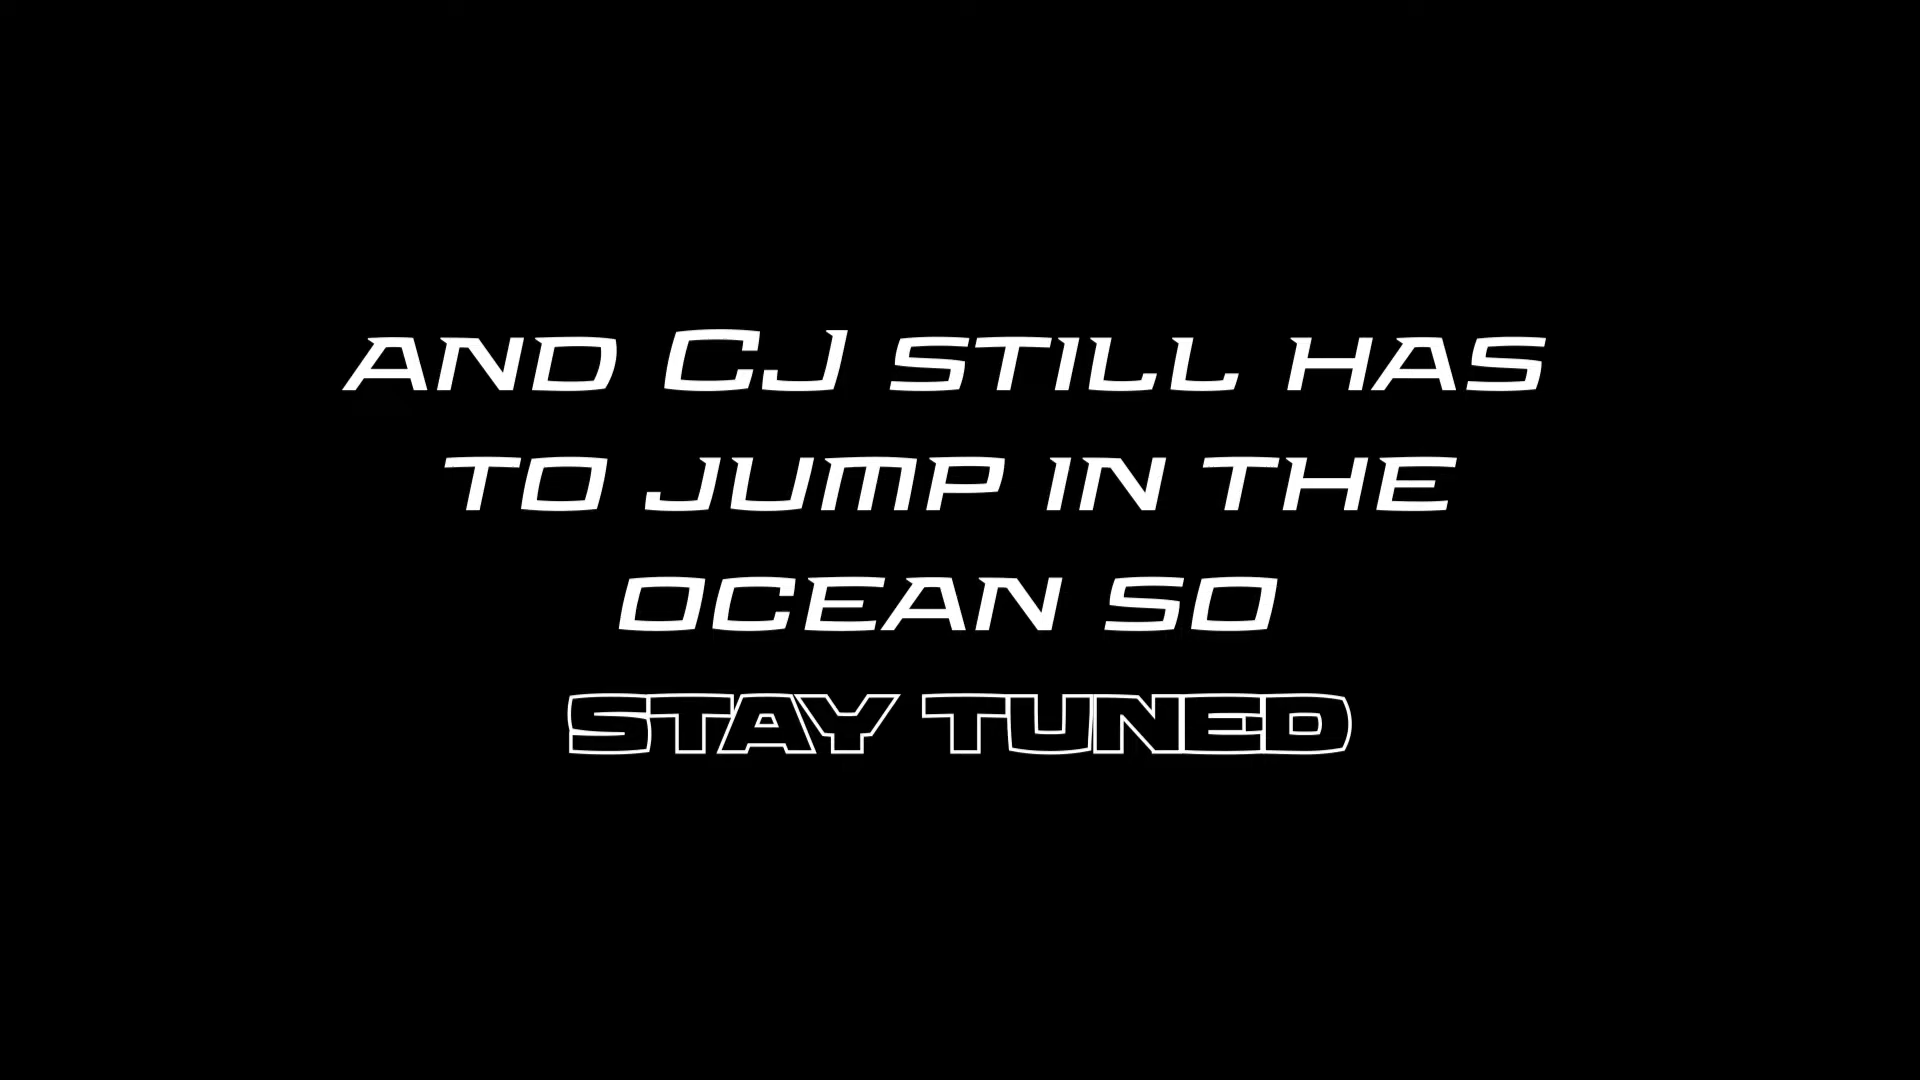 AND CJ STILL HAS
TO JUMP IN THE
OCEAN SO
STAY TUNED